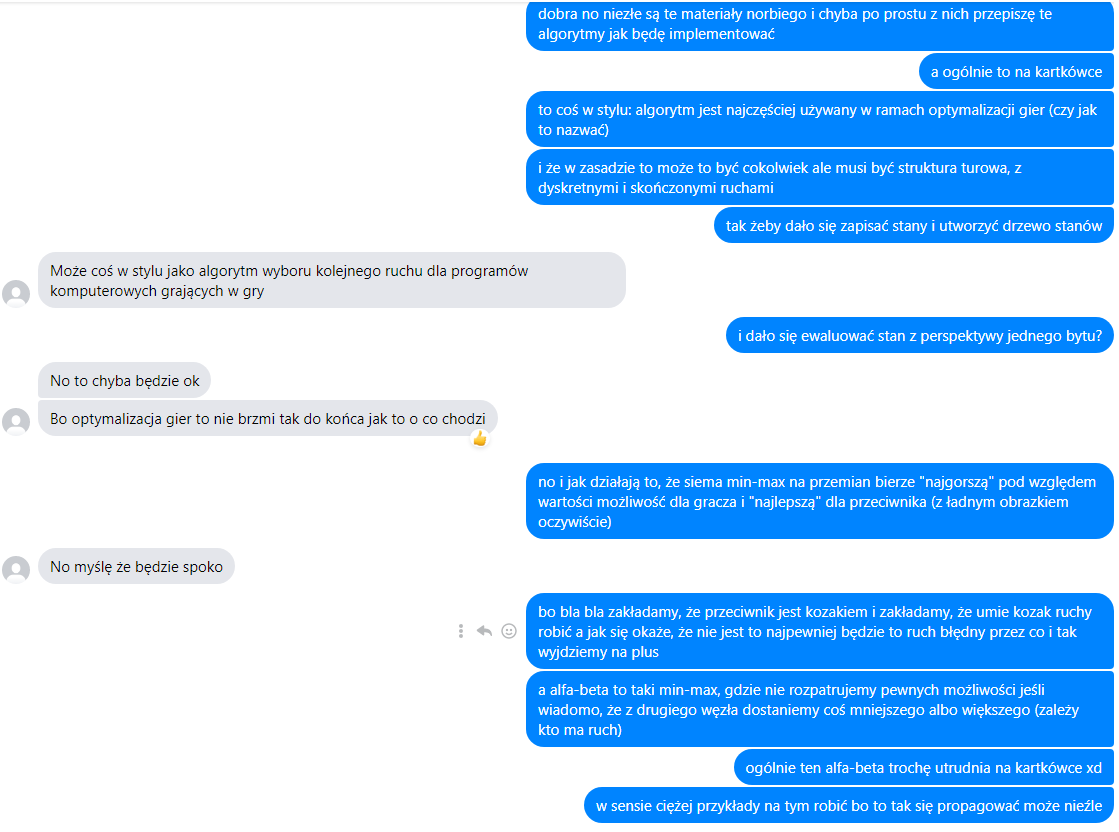 dobra no niezłe są te materiały norbiego i chyba po prostu z nich przepiszę te
algorytmy jak będę implementować
a ogólnie to na kartkówce
to coś w stylu: algorytm jest najczęściej używany w ramach optymalizacji gier (czy jak
to nazwać)
i że w zasadzie to może to być cokolwiek ale musi być struktura turowa, z
dyskretnymi i skończonymi ruchami
tak żeby dało się zapisać stany i utworzyć drzewo stanów
Może coś w stylu jako algorytm wyboru kolejnego ruchu dla programów
komputerowych grających w gry
i dało się ewaluować stan z perspektywy jednego bytu?
No to chyba będzie ok
Bo optymalizacja gier to nie brzmi tak do końca jak to o co chodzi
no i jak działają to, że siema min-max na przemian bierze "najgorszą" pod względem
wartości możliwość dla gracza i "najlepszą" dla przeciwnika (z ładnym obrazkiem
oczywiście)
No myślę że będzie spoko
bo bla bla zakładamy, że przeciwnik jest kozakiem i zakładamy, że umie kozak ruchy
robić a jak się okaże, że nie jest to najpewniej będzie to ruch błędny przez co i tak
wyjdziemy na plus
a alfa-beta to taki min-max, gdzie nie rozpatrujemy pewnych możliwości jeśli
wiadomo, że z drugiego węzła dostaniemy coś mniejszego albo większego (zależy
kto ma ruch)
ogólnie ten alfa-beta trochę utrudnia na kartkówce xd
w sensie ciężej przykłady na tym robić bo to tak się propagować może nieźle